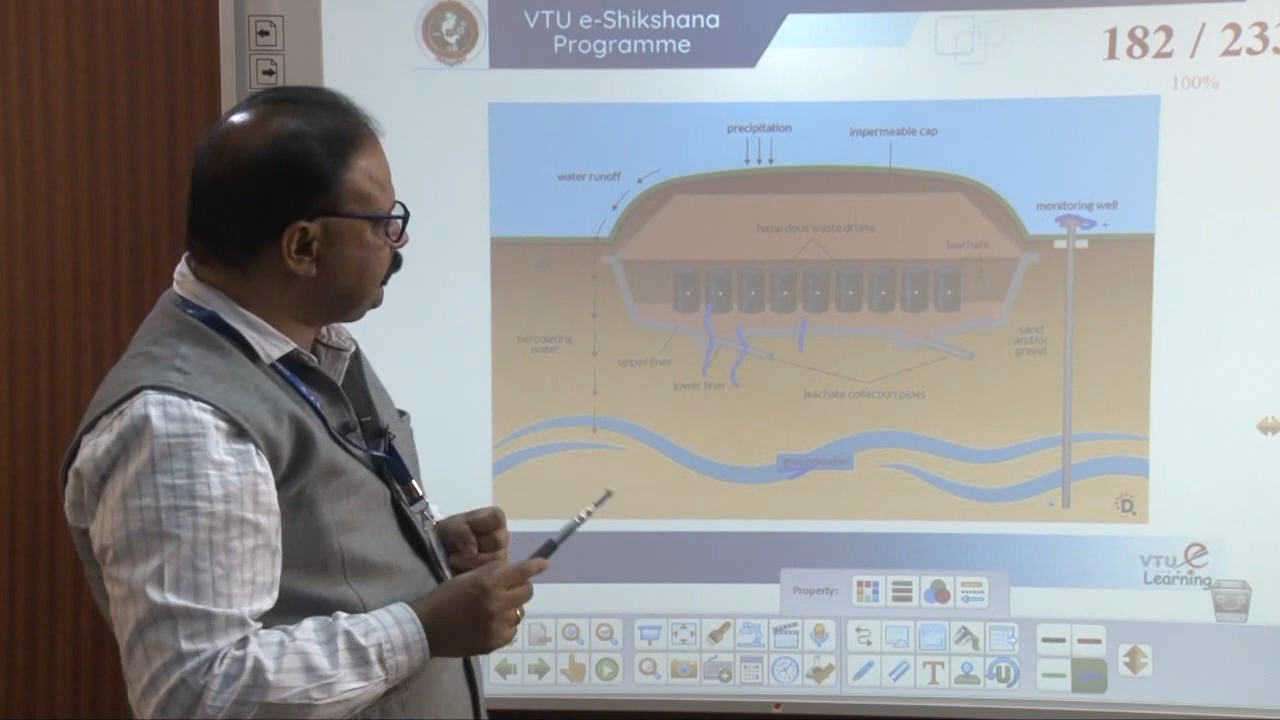 VTU e-Shikshana
Programme
182 / 233
100%
precipitation
impermeable cap
water runoff
monitoring well
hazardous waste drums
leachate
percolating
water
sand
and/or
gravel
upper liner
lower liner
leachate collection pipes
groundwater
D
VTU e
Learning
Property:
T